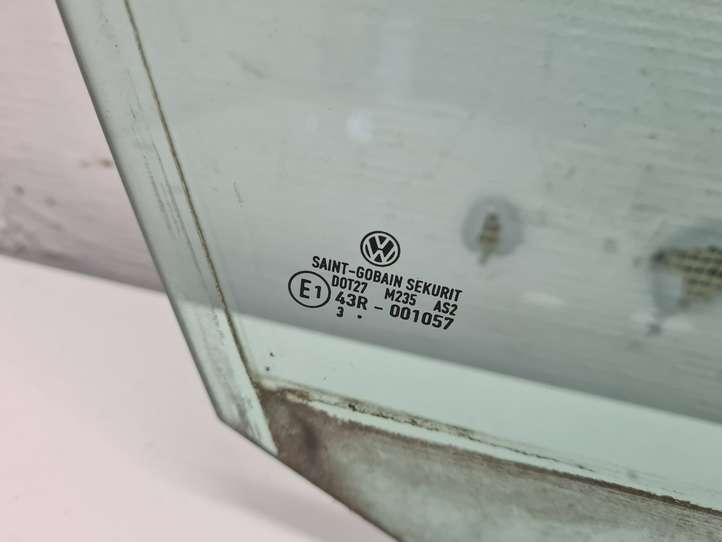 SAINT-GOBAIN SEKURIT
DOT27 M235 AS2
E1 43R - 001057
3 .